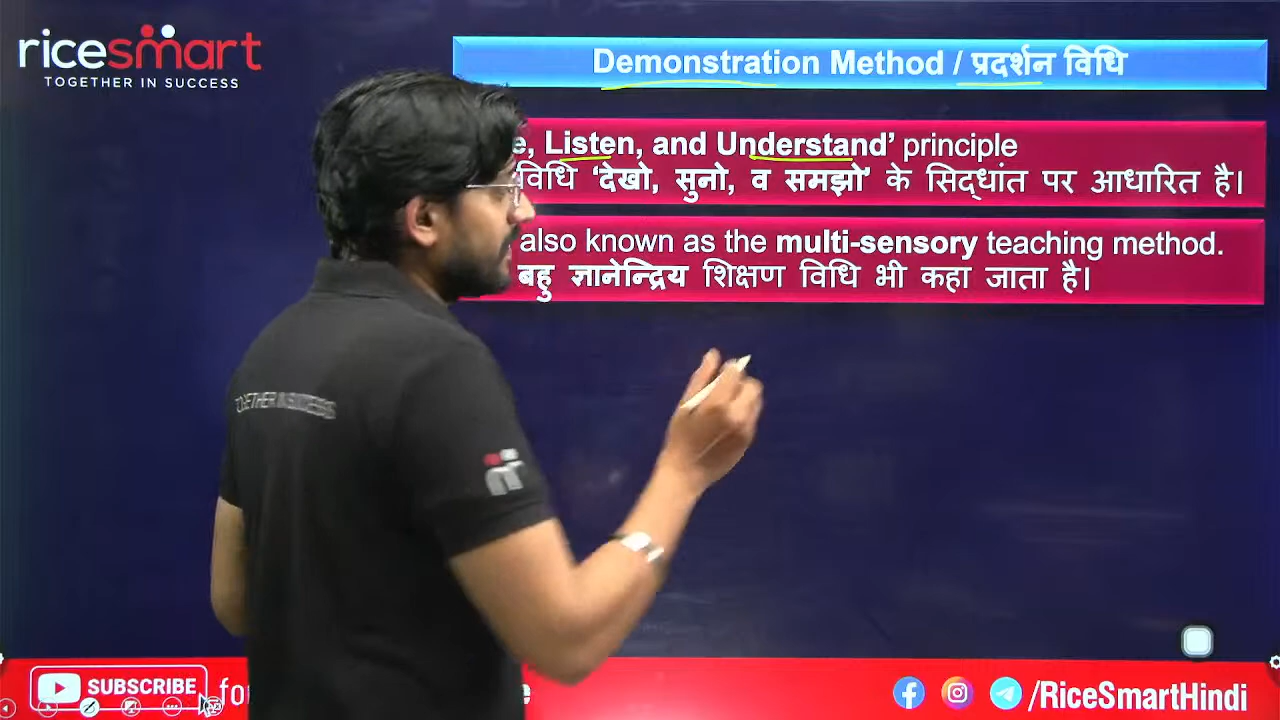 ricesmart
TOGETHER IN SUCCESS
Demonstration Method / प्रदर्शन विधि
Listen, and Understand’ principle
विधि ‘देखो, सुनो, व समझो’ के सिद्धांत पर आधारित है।
also known as the multi-sensory teaching method.
बहु ज्ञानेन्द्रिय शिक्षण विधि भी कहा जाता है।
TOGETHER IN SUCCESS
SUBSCRIBE
/RiceSmartHindi